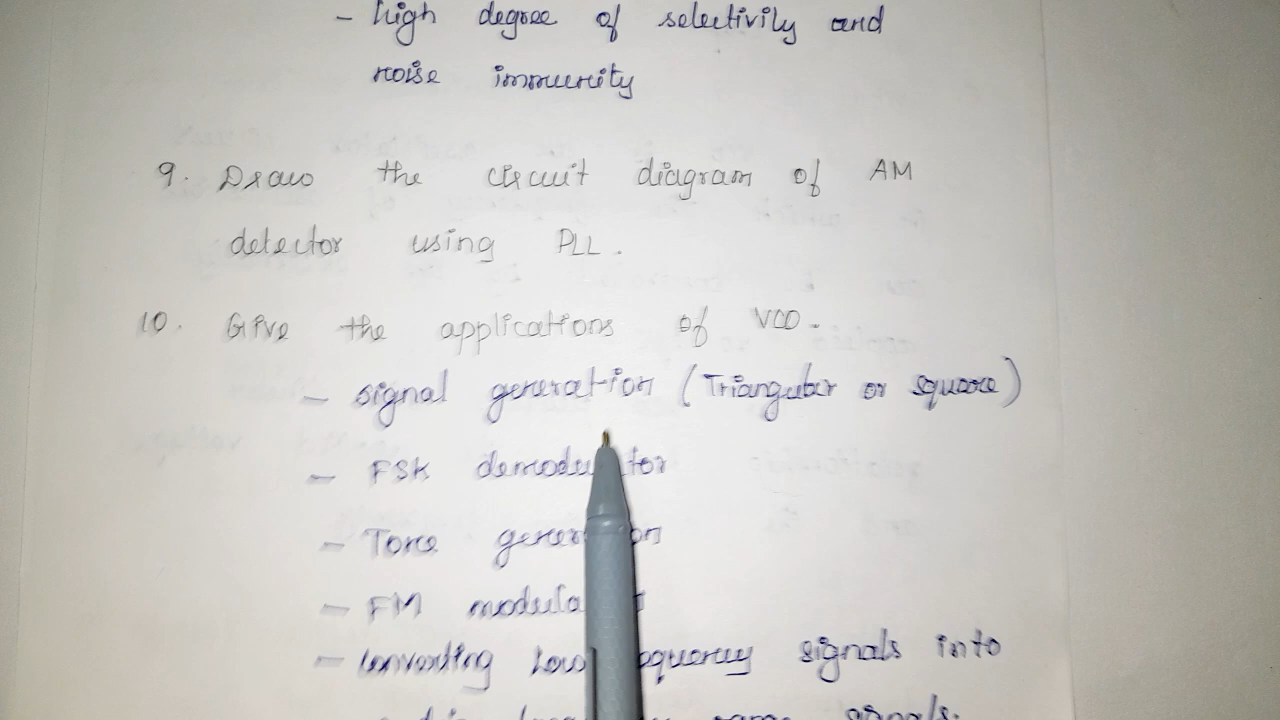 - high degree of selectivity and
noise immunity
9. Draw the circuit diagram of AM
detector using PLL.
10. Give the applications of VCO.
- signal generation (Triangular or square)
- FSK
- Tone
- FM
- converting signals into
signals.